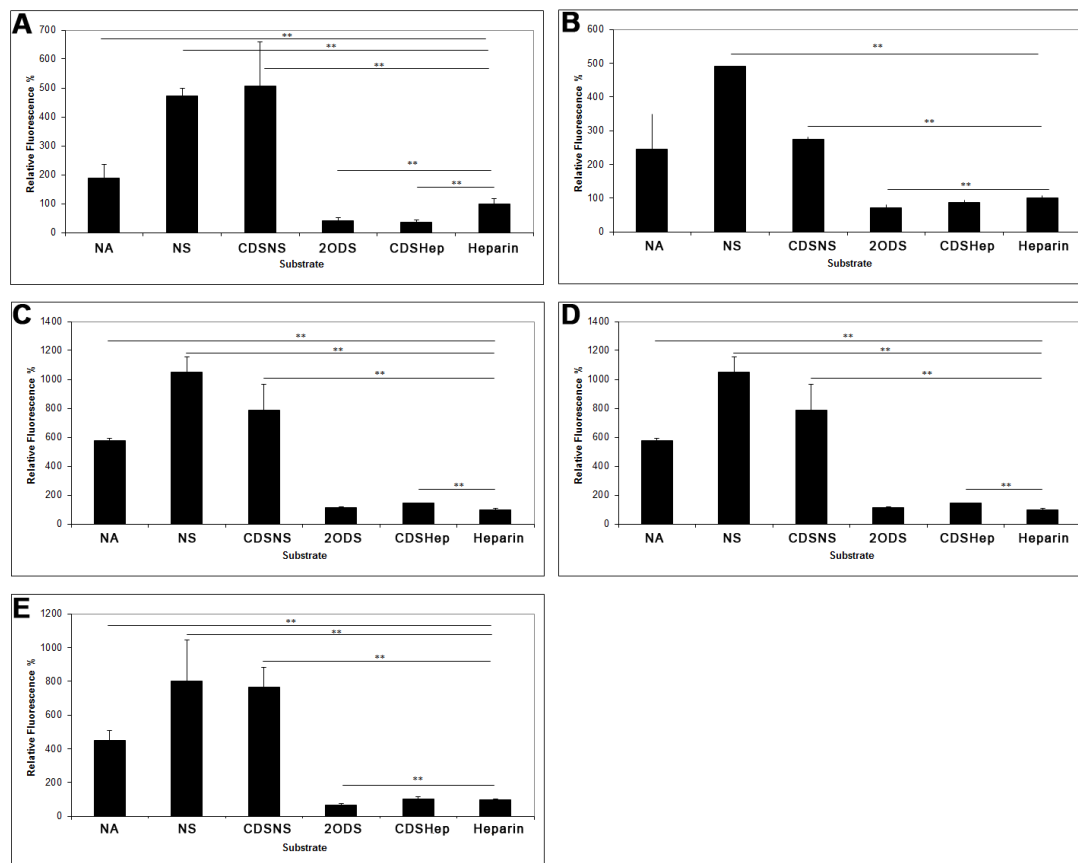 A
Relative Fluorescence %
700
600
500
400
300
200
100
0
**
**
**
**
**
NA NS CDSNS 2ODS CDSHep Heparin
Substrate
B
Relative Fluorescence %
600
500
400
300
200
100
0
**
**
**
NA NS CDSNS 2ODS CDSHep Heparin
Substrate
C
Relative Fluorescence %
1400
1200
1000
800
600
400
200
0
**
**
**
**
NA NS CDSNS 2ODS CDSHep Heparin
Substrate
D
Relative Fluorescence %
1400
1200
1000
800
600
400
200
0
**
**
**
**
NA NS CDSNS 2ODS CDSHep Heparin
Substrate
E
Relative Fluorescence %
1200
1000
800
600
400
200
0
**
**
**
**
NA NS CDSNS 2ODS CDSHep Heparin
Substrate